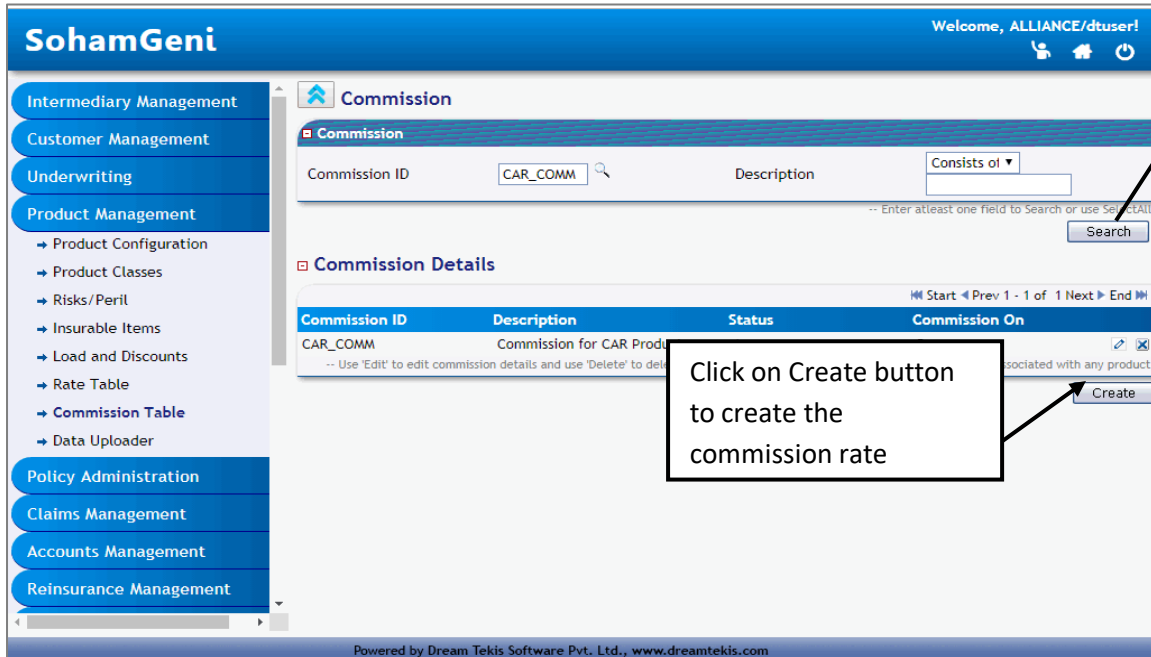 SohamGeni
Welcome, ALLIANCE/dtuser!
Intermediary Management
Customer Management
Underwriting
Product Management
Product Configuration
Product Classes
Risks/Peril
Insurable Items
Load and Discounts
Rate Table
Commission Table
Data Uploader
Policy Administration
Claims Management
Accounts Management
Reinsurance Management
Commission
Commission
Commission ID
CAR_COMM
Description
Consists of
-- Enter atleast one field to Search or use SelectAll
Search
Commission Details
Start Prev 1 - 1 of 1 Next End
Commission ID Description Status Commission On
CAR_COMM Commission for CAR
-- Use 'Edit' to edit commission details and use 'Delete' to
with any product
Create
Click on Create button
to create the
commission rate
Powered by Dream Tekis Software Pvt. Ltd., www.dreamtekis.com